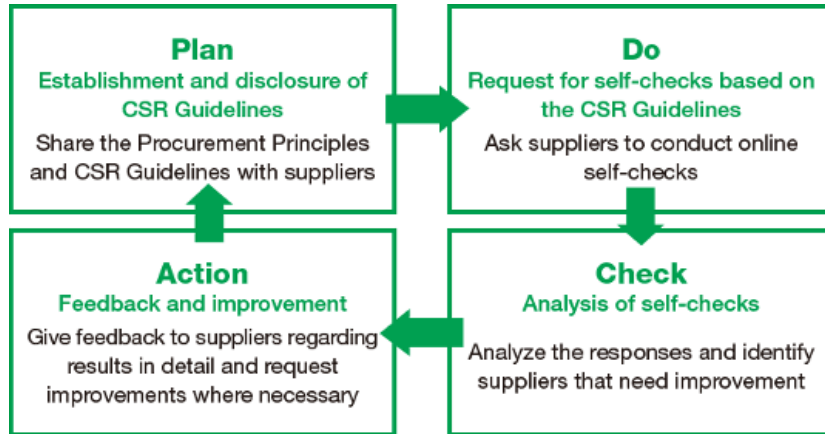 Plan
Establishment and disclosure of
CSR Guidelines
Share the Procurement Principles
and CSR Guidelines with suppliers
Do
Request for self-checks based on
the CSR Guidelines
Ask suppliers to conduct online
self-checks
Action
Feedback and improvement
Give feedback to suppliers regarding
results in detail and request
improvements where necessary
Check
Analysis of self-checks
Analyze the responses and identify
suppliers that need improvement